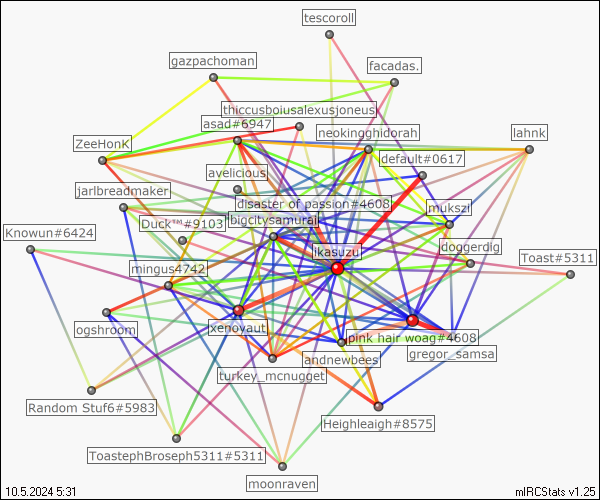 tescoroll
gazpachoman
facadas.
thiccusboiusalexusjoneus
asad#6947
neokingghidorah
lahnk
ZeeHonK
default#0617
avelicious
jarlbreadmaker
disaster of passion#4608
mukszi
Duck™#9103
bigcitysamurai
Knowun#6424
ikasuzu
doggerdig
Toast#5311
mingus4742
ogshroom
xenovaut
pink hair woag#4608
andnewbees
gregor_samsa
turkey_mcnugget
Random Stuf6#5983
Heighleaigh#8575
ToastephBroseph5311#5311
moonraven
10.5.2024 5:31
mIRCStats v1.25